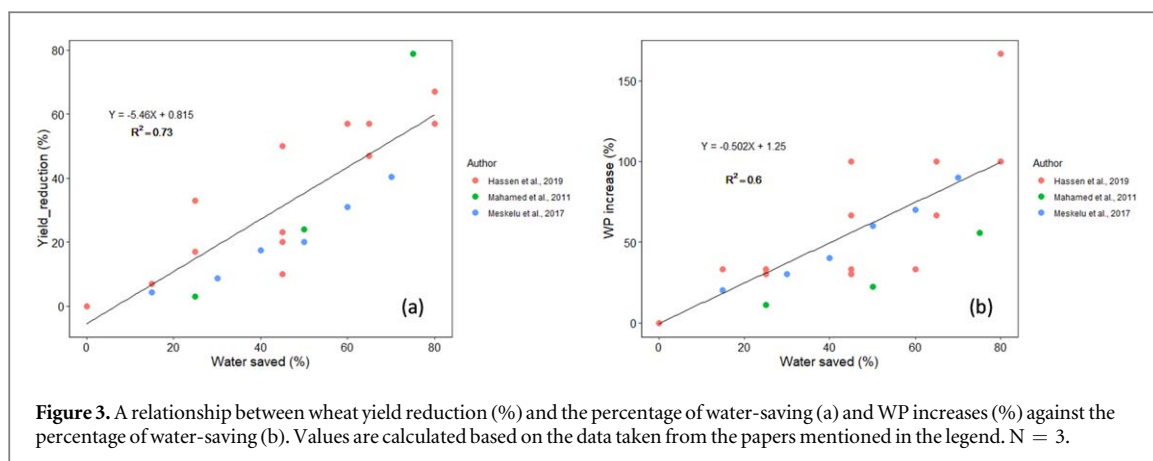 80
60
40
20
0
Yield_reduction (%)
Y = -5.46X + 0.815
R²=0.73
(a)
0 20 40 60 80
Water saved (%)
Author
Hassen et al., 2019
Mahamed et al., 2011
Meskelu et al., 2017
150
100
50
0
WP increase (%)
Y = -0.502X + 1.25
R²=0.6
(b)
0 20 40 60 80
Water saved (%)
Author
Hassen et al., 2019
Mahamed et al., 2011
Meskelu et al., 2017
Figure 3. A relationship between wheat yield reduction (%) and the percentage of water-saving (a) and WP increases (%) against the
percentage of water-saving (b). Values are calculated based on the data taken from the papers mentioned in the legend. N = 3.